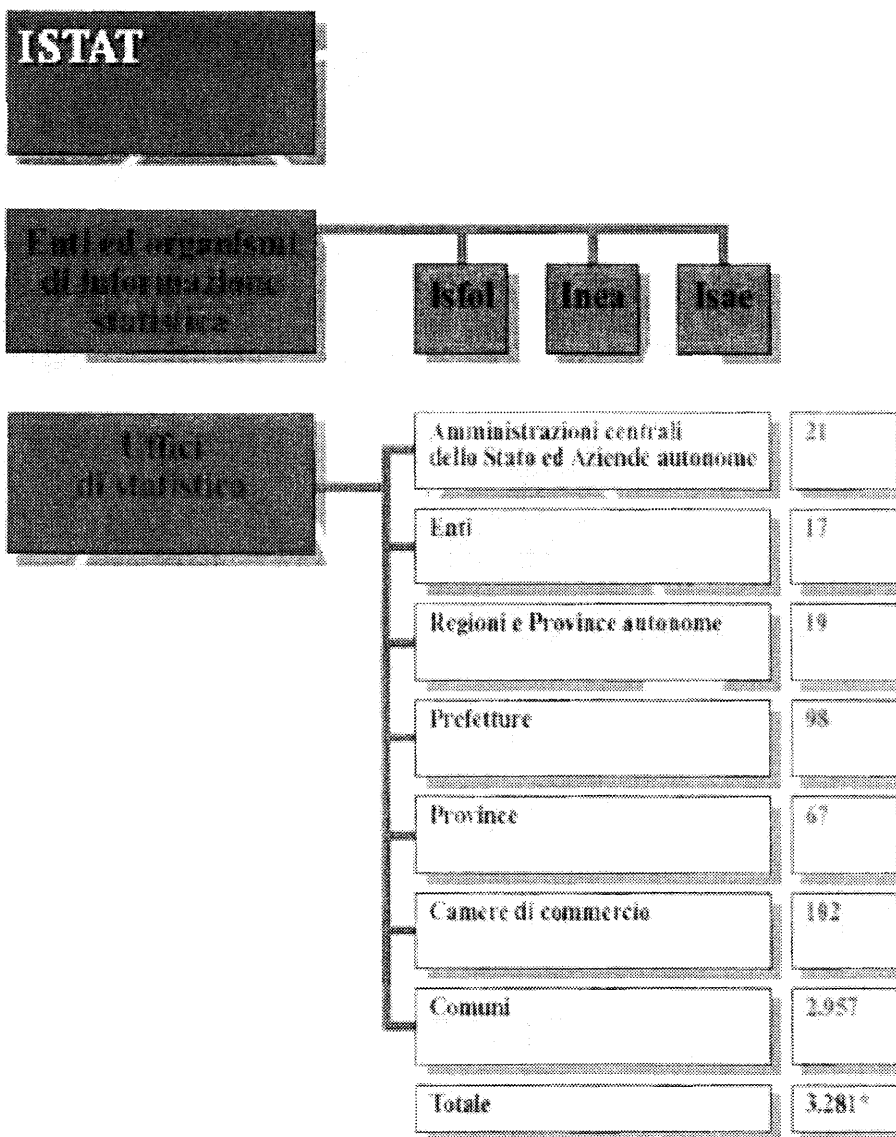 ISTAT
Enti ed organismi
di informazione
statistica
Isfol
Inea
Isae
Uffici
di statistica
Amministrazioni centrali
dello Stato ed Aziende autonome
21
Enti
17
Regioni e Province autonome
19
Prefetture
98
Province
67
Camere di commercio
102
Comuni
2.957
Totale
3.281*